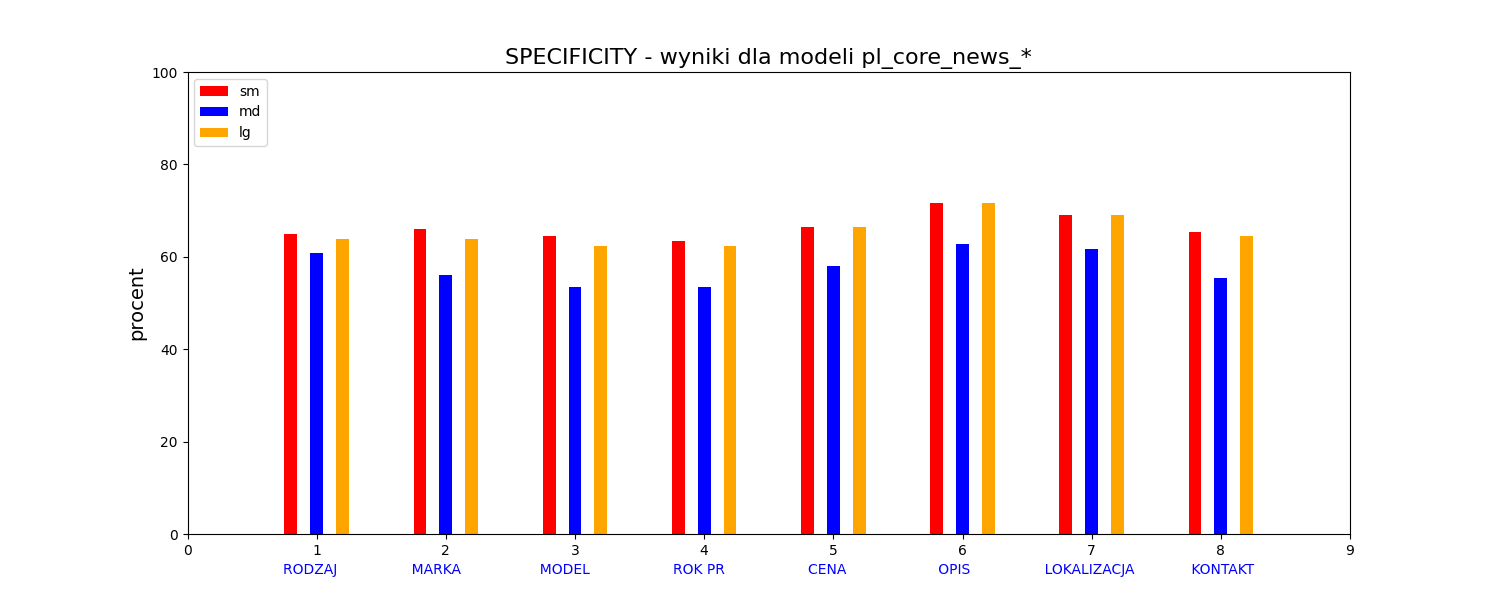 SPECIFICITY - wyniki dla modeli pl_core_news_*
100
80
60
40
20
0
procent
sm
md
lg
0 1 2 3 4 5 6 7 8 9
RODZAJ MARKA MODEL ROK PR CENA OPIS LOKALIZACJA KONTAKT